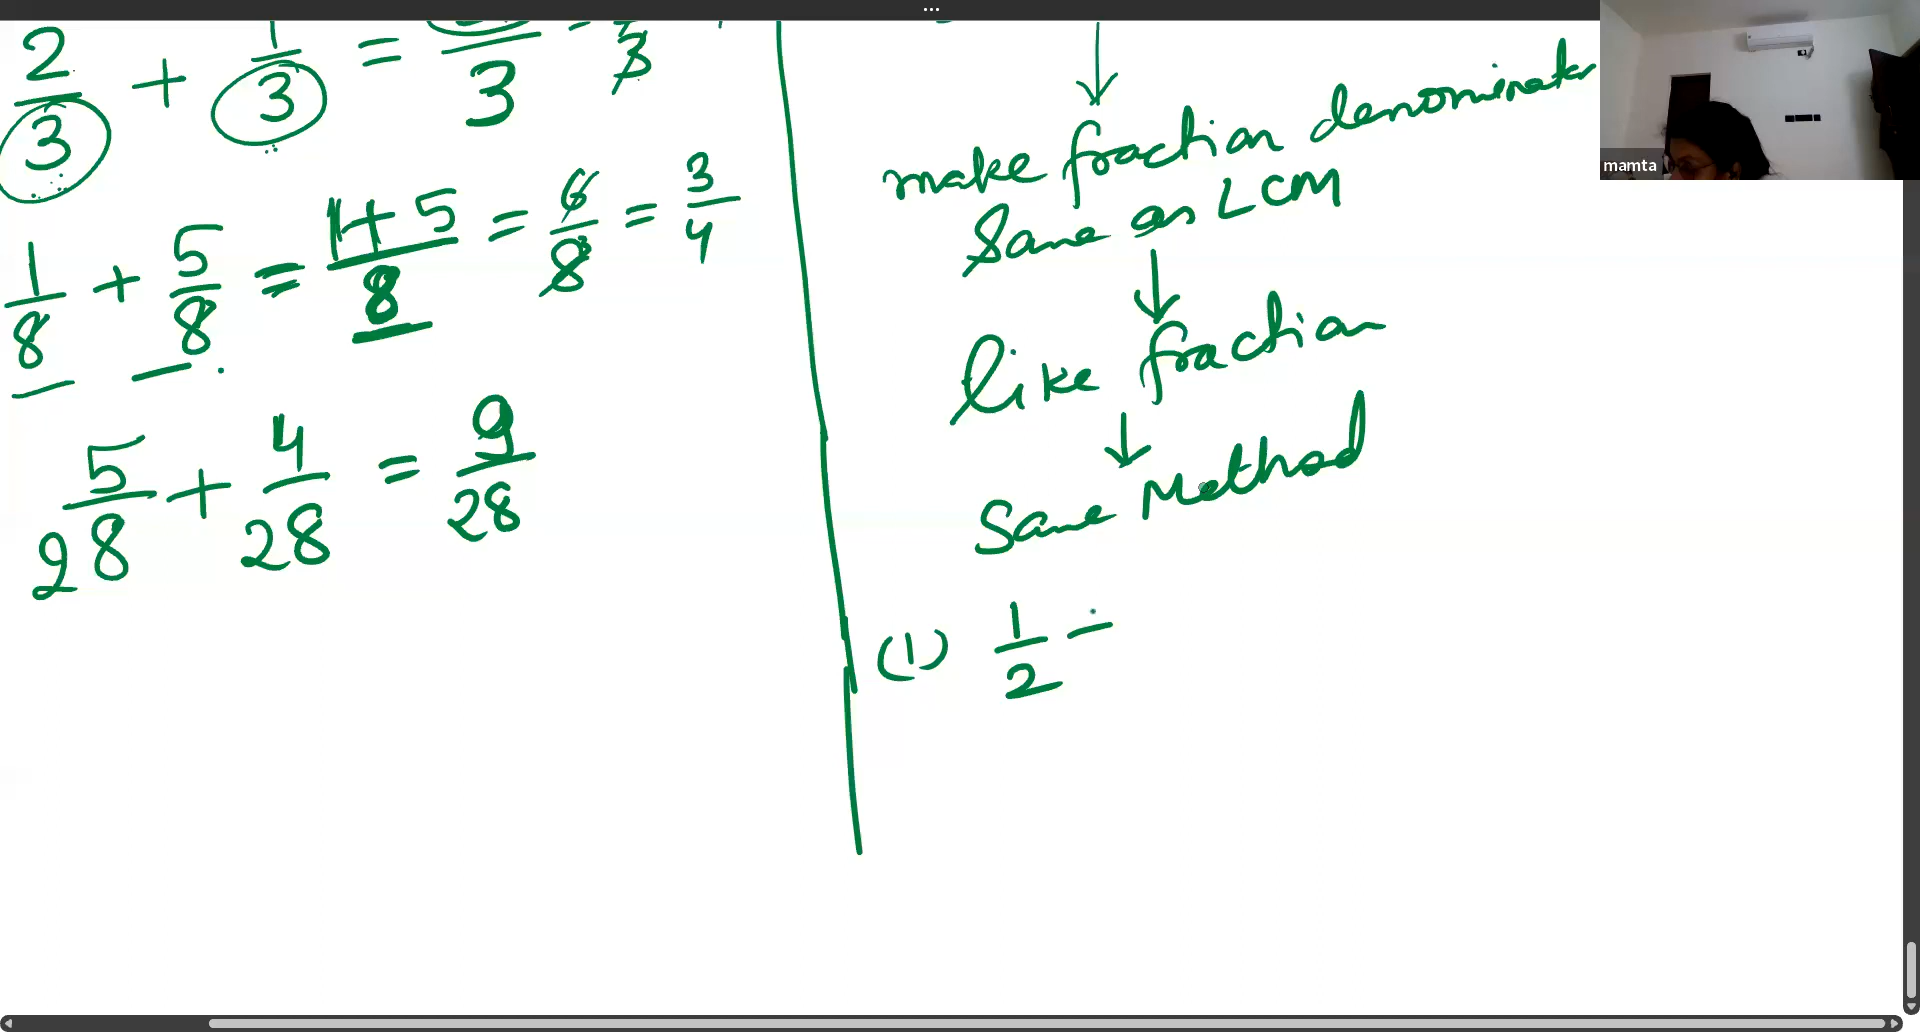 2/3 + 1/3 = /3 = /3
1/8 + 5/8 = 1+5/8 = 6/8 = 3/4
5/28 + 4/28 = 9/28
make fraction denominator
Same as LCM
↓
like fraction
↓
Same Method
(1) 1/2 -
mamta